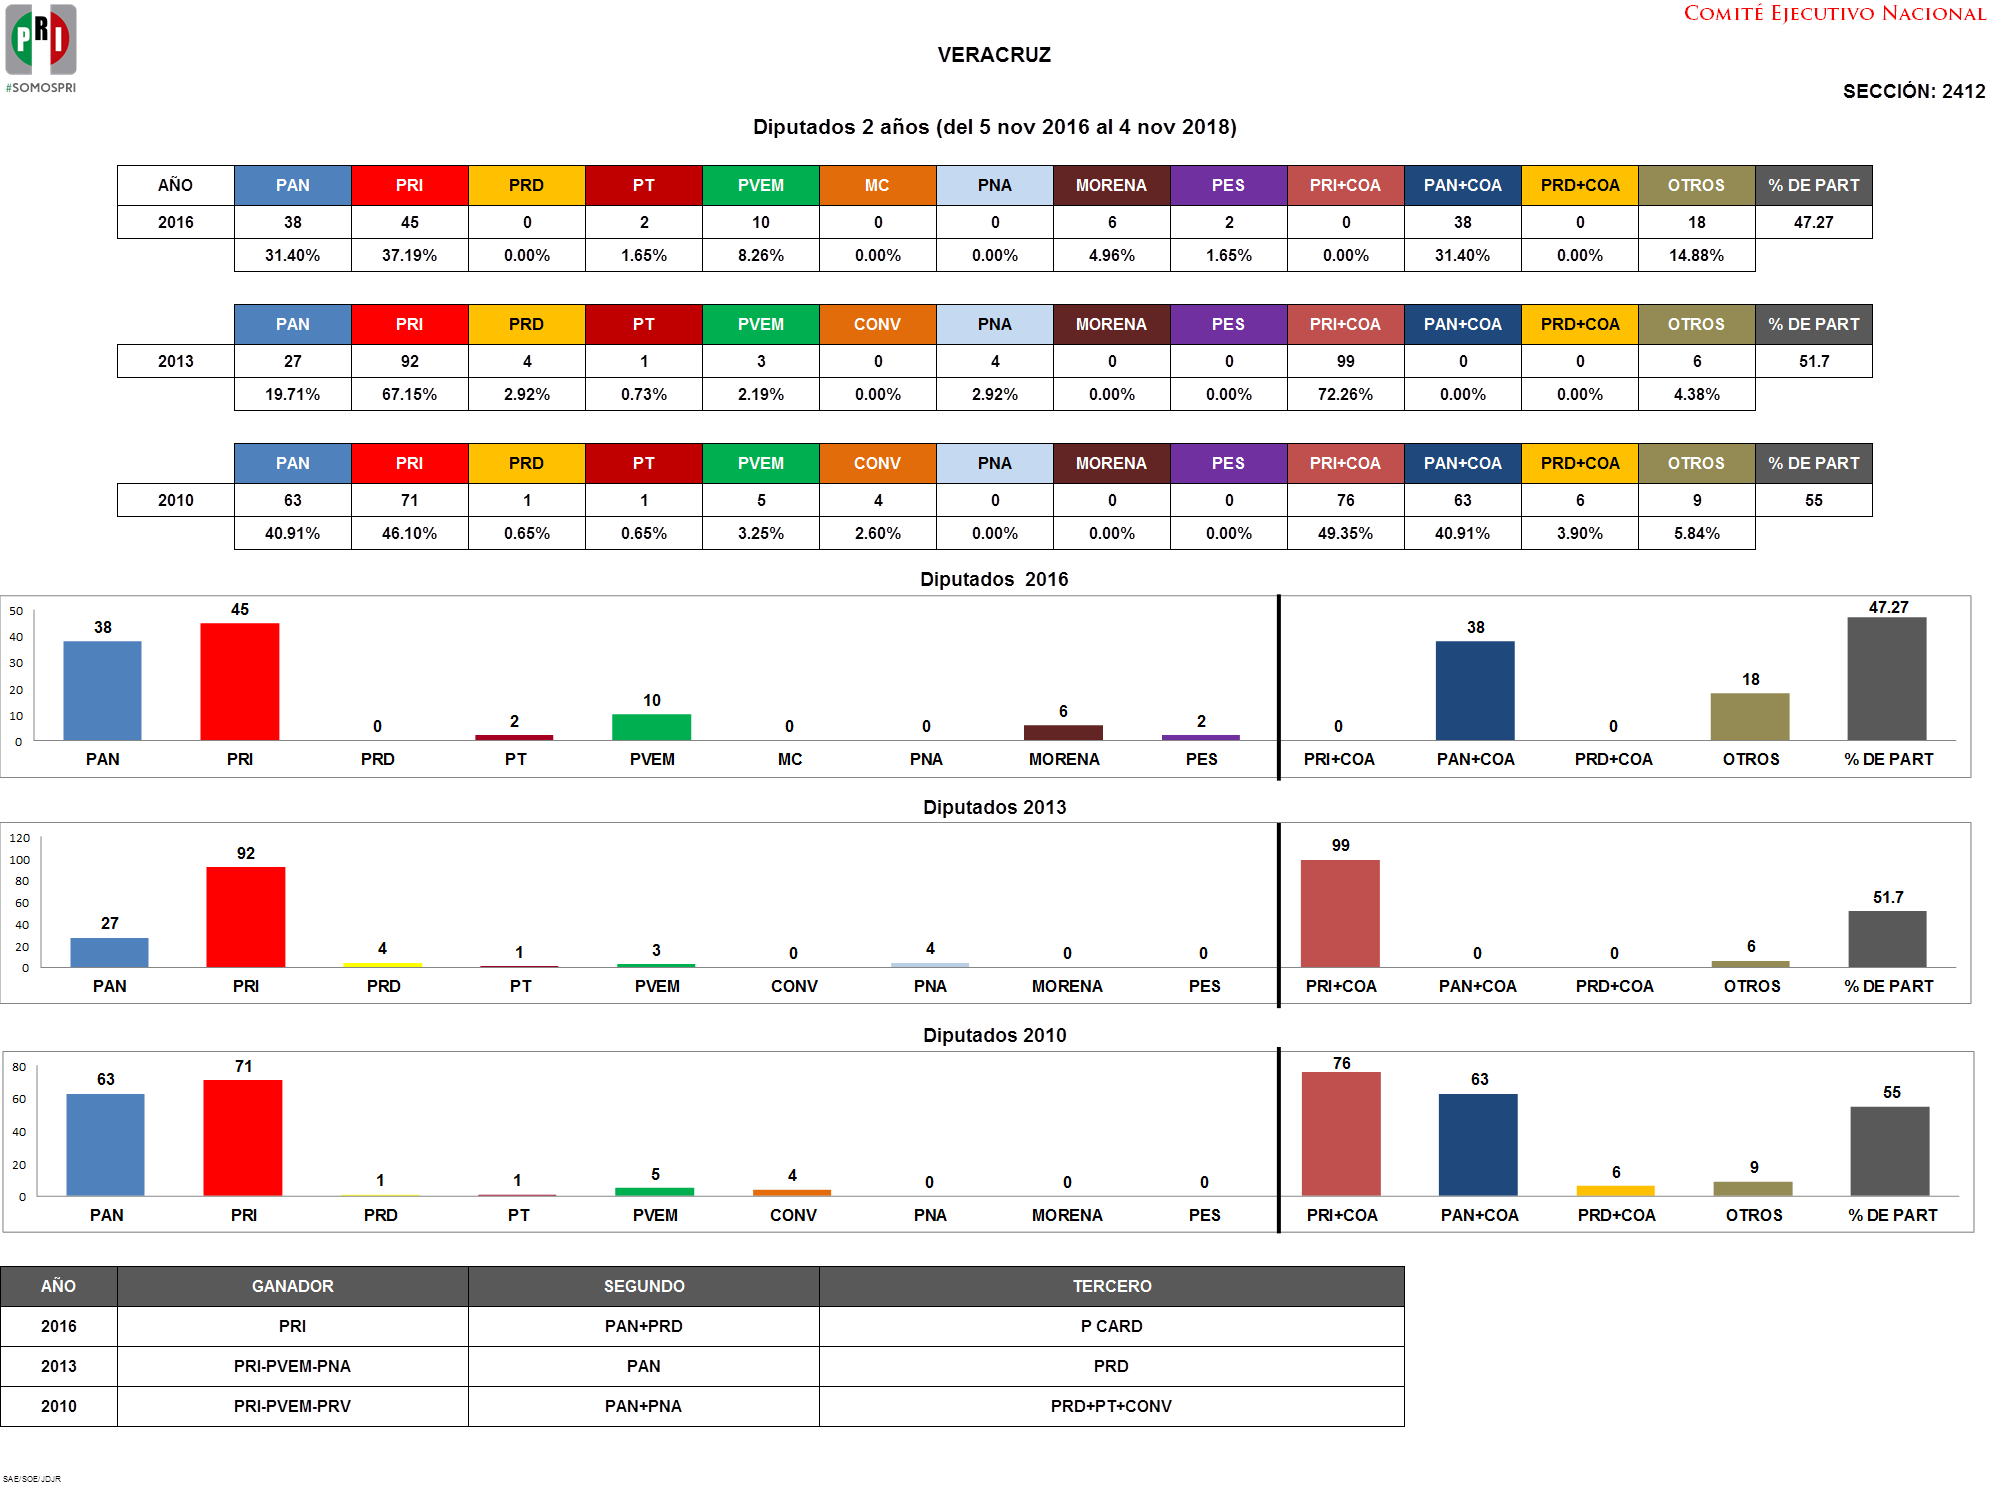 PRI
#SOMOSPRI
COMITÉ EJECUTIVO NACIONAL
VERACRUZ
SECCIÓN: 2412
Diputados 2 años (del 5 nov 2016 al 4 nov 2018)
AÑO PAN PRI PRD PT PVEM MC PNA MORENA PES PRI+COA PAN+COA PRD+COA OTROS % DE PART
2016 38 45 0 2 10 0 0 6 2 0 38 0 18 47.27
31.40% 37.19% 0.00% 1.65% 8.26% 0.00% 0.00% 4.96% 1.65% 0.00% 31.40% 0.00% 14.88%
PAN PRI PRD PT PVEM CONV PNA MORENA PES PRI+COA PAN+COA PRD+COA OTROS % DE PART
2013 27 92 4 1 3 0 4 0 0 99 0 0 6 51.7
19.71% 67.15% 2.92% 0.73% 2.19% 0.00% 2.92% 0.00% 0.00% 72.26% 0.00% 0.00% 4.38%
PAN PRI PRD PT PVEM CONV PNA MORENA PES PRI+COA PAN+COA PRD+COA OTROS % DE PART
2010 63 71 1 1 5 4 0 0 0 76 63 6 9 55
40.91% 46.10% 0.65% 0.65% 3.25% 2.60% 0.00% 0.00% 0.00% 49.35% 40.91% 3.90% 5.84%
Diputados 2016
50
40
30
20
10
0
38 45 0 2 10 0 0 6 2 0 38 0 18 47.27
PAN PRI PRD PT PVEM MC PNA MORENA PES PRI+COA PAN+COA PRD+COA OTROS % DE PART
Diputados 2013
120
100
80
60
40
20
0
27 92 4 1 3 0 4 0 0 99 0 0 6 51.7
PAN PRI PRD PT PVEM CONV PNA MORENA PES PRI+COA PAN+COA PRD+COA OTROS % DE PART
Diputados 2010
80
60
40
20
0
63 71 1 1 5 4 0 0 0 76 63 6 9 55
PAN PRI PRD PT PVEM CONV PNA MORENA PES PRI+COA PAN+COA PRD+COA OTROS % DE PART
AÑO GANADOR SEGUNDO TERCERO
2016 PRI PAN+PRD P CARD
2013 PRI-PVEM-PNA PAN PRD
2010 PRI-PVEM-PRV PAN+PNA PRD+PT+CONV
SAE/SOE/JDJR